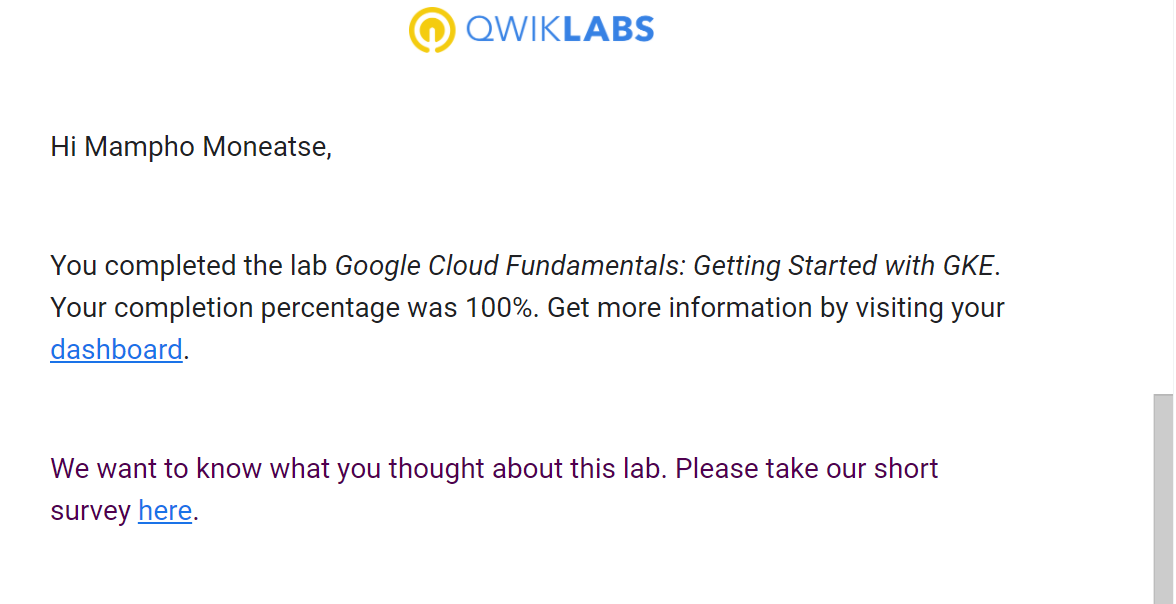 QWIKLABS
Hi Mampho Moneatse,
You completed the lab Google Cloud Fundamentals: Getting Started with GKE.
Your completion percentage was 100%. Get more information by visiting your
dashboard.
We want to know what you thought about this lab. Please take our short
survey here.